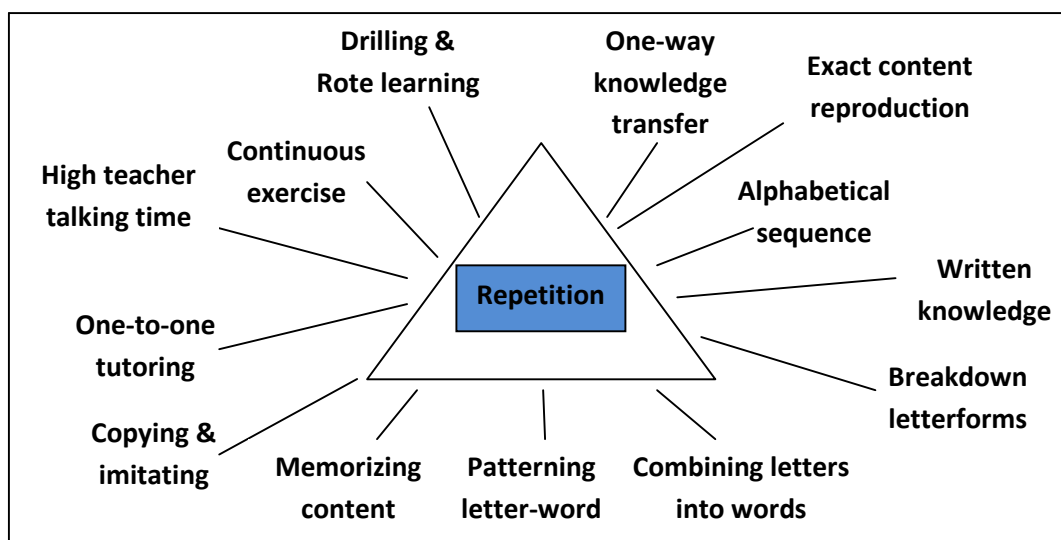 Drilling &
Rote learning
One-way
knowledge
transfer
Exact content
reproduction
Continuous
exercise
High teacher
talking time
Alphabetical
sequence
Repetition
Written
knowledge
One-to-one
tutoring
Breakdown
letterforms
Copying &
imitating
Memorizing
content
Patterning
letter-word
Combining letters
into words